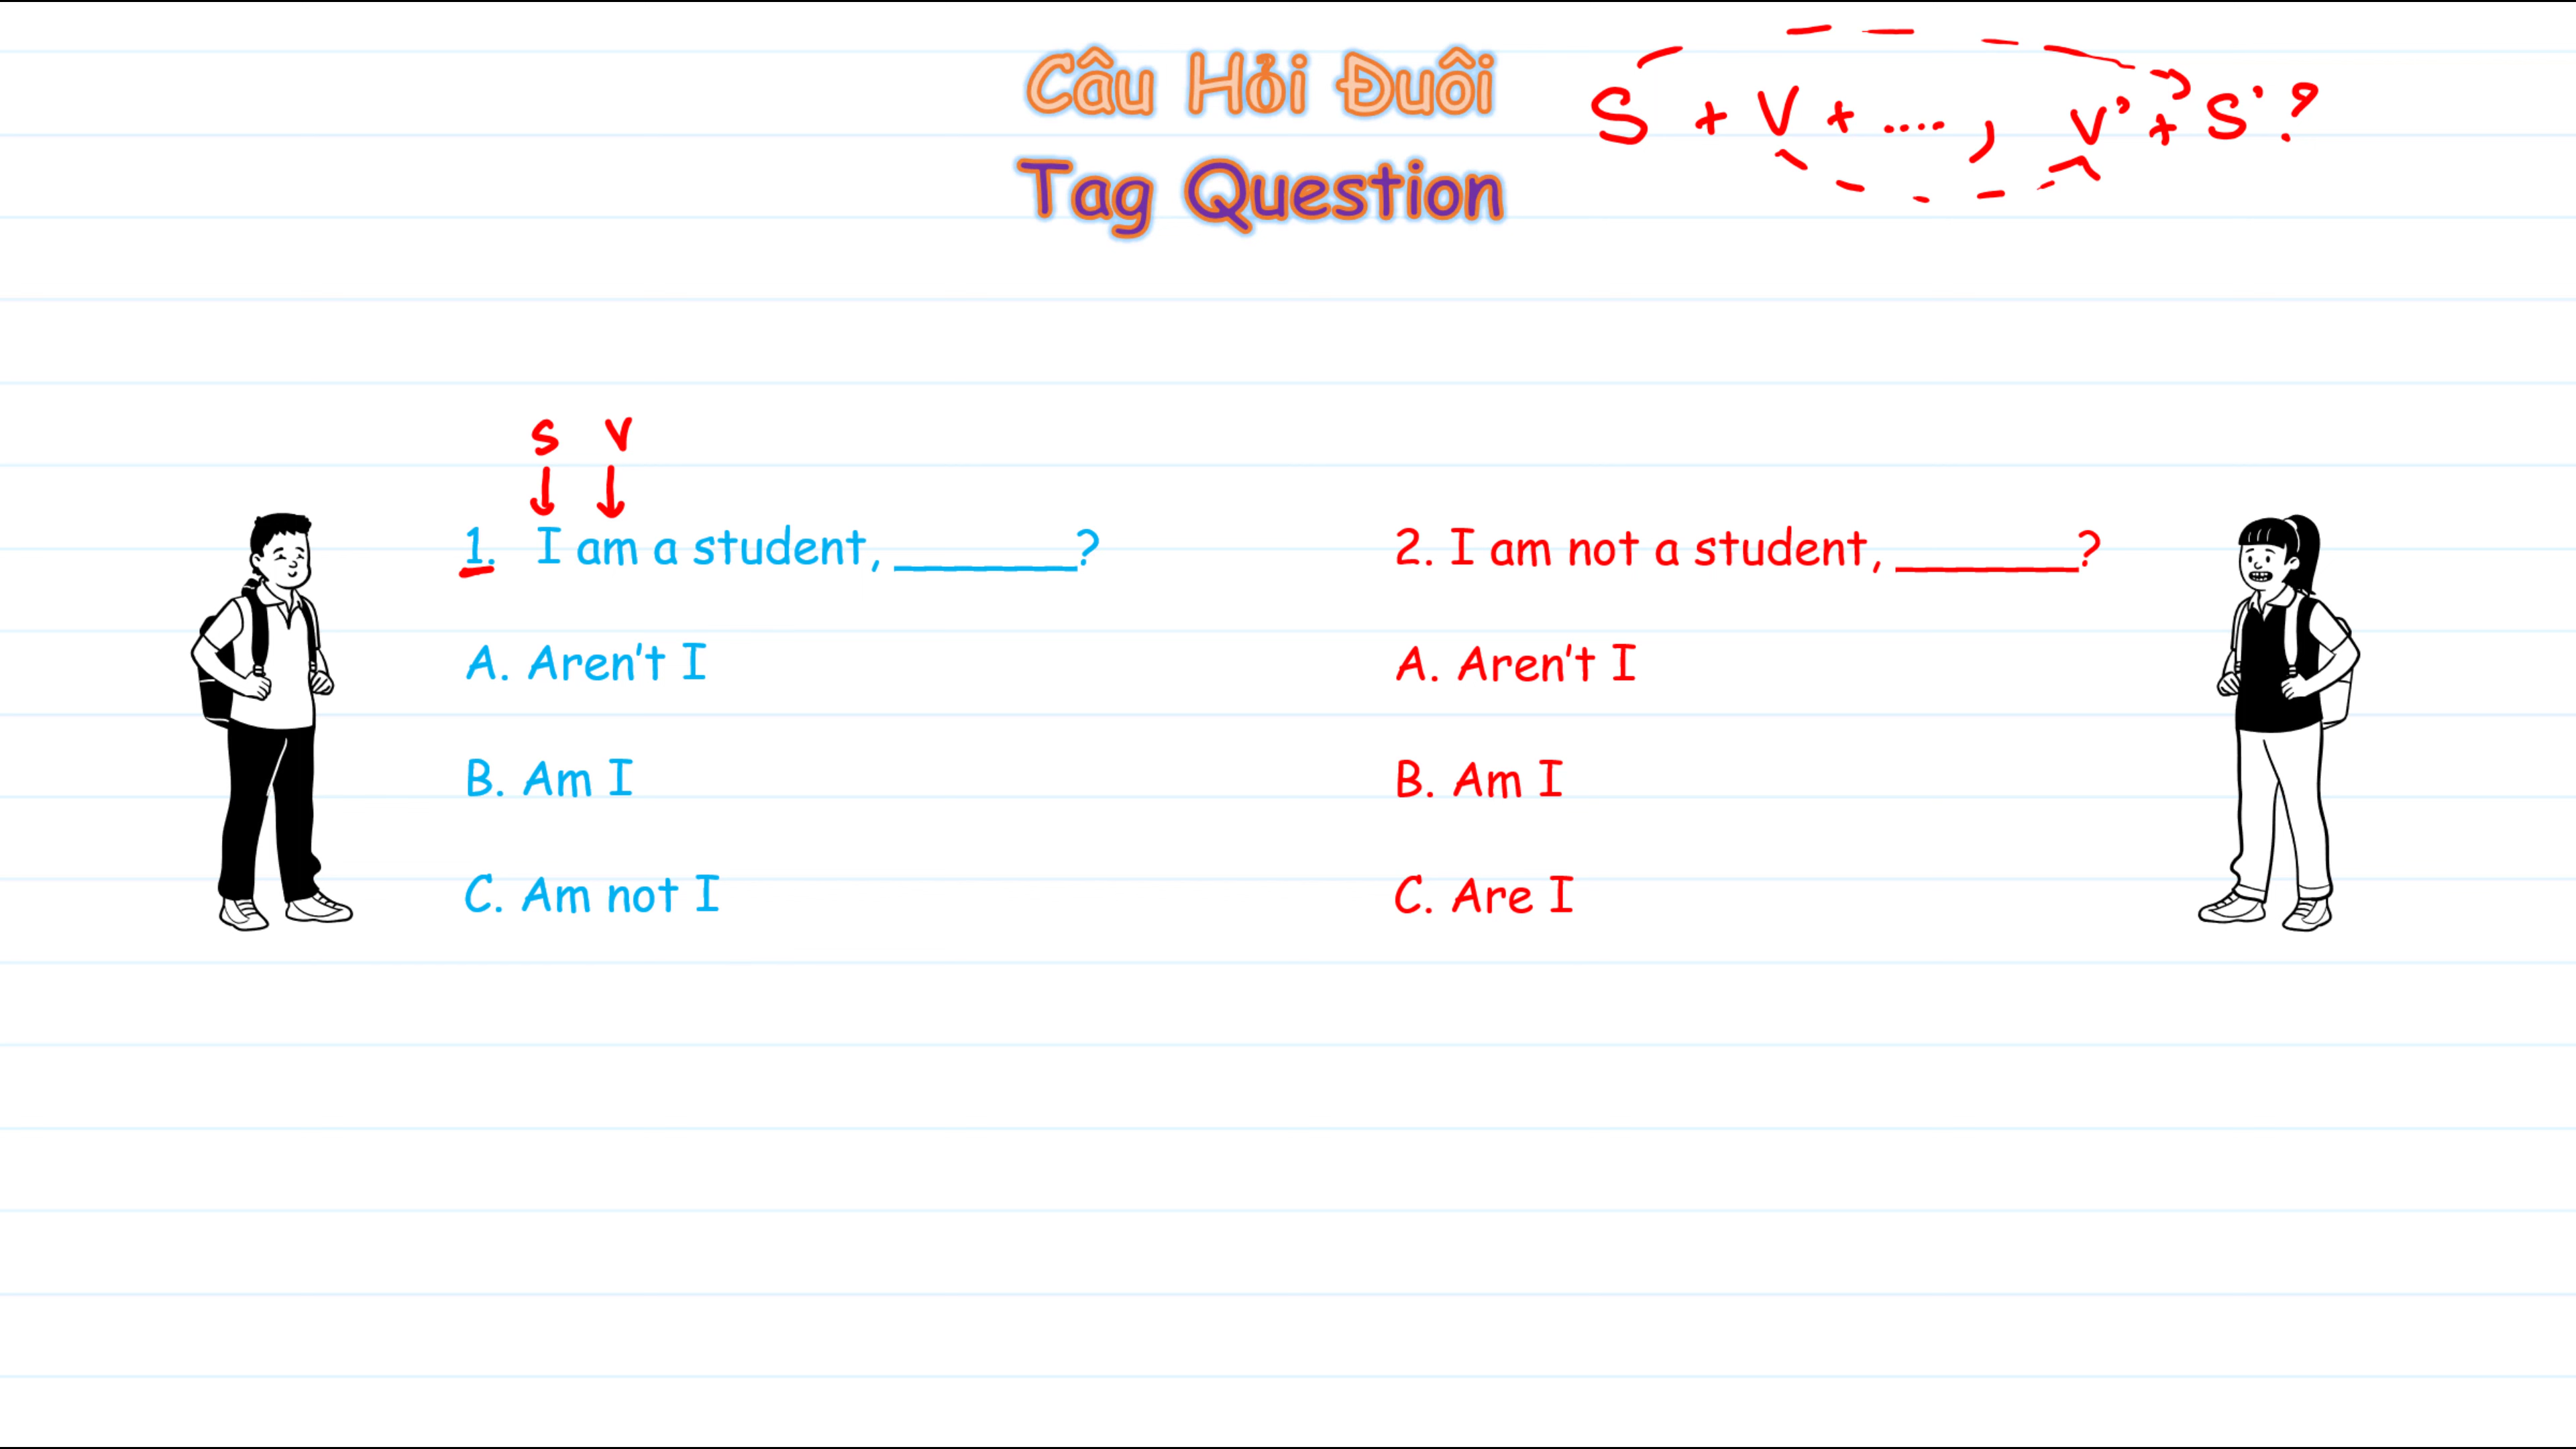 Câu Hỏi Đuôi
S + V + ...., V' + S' ?
Tag Question
S V
1. I am a student, _______?
A. Aren't I
B. Am I
C. Am not I
2. I am not a student, _______?
A. Aren't I
B. Am I
C. Are I